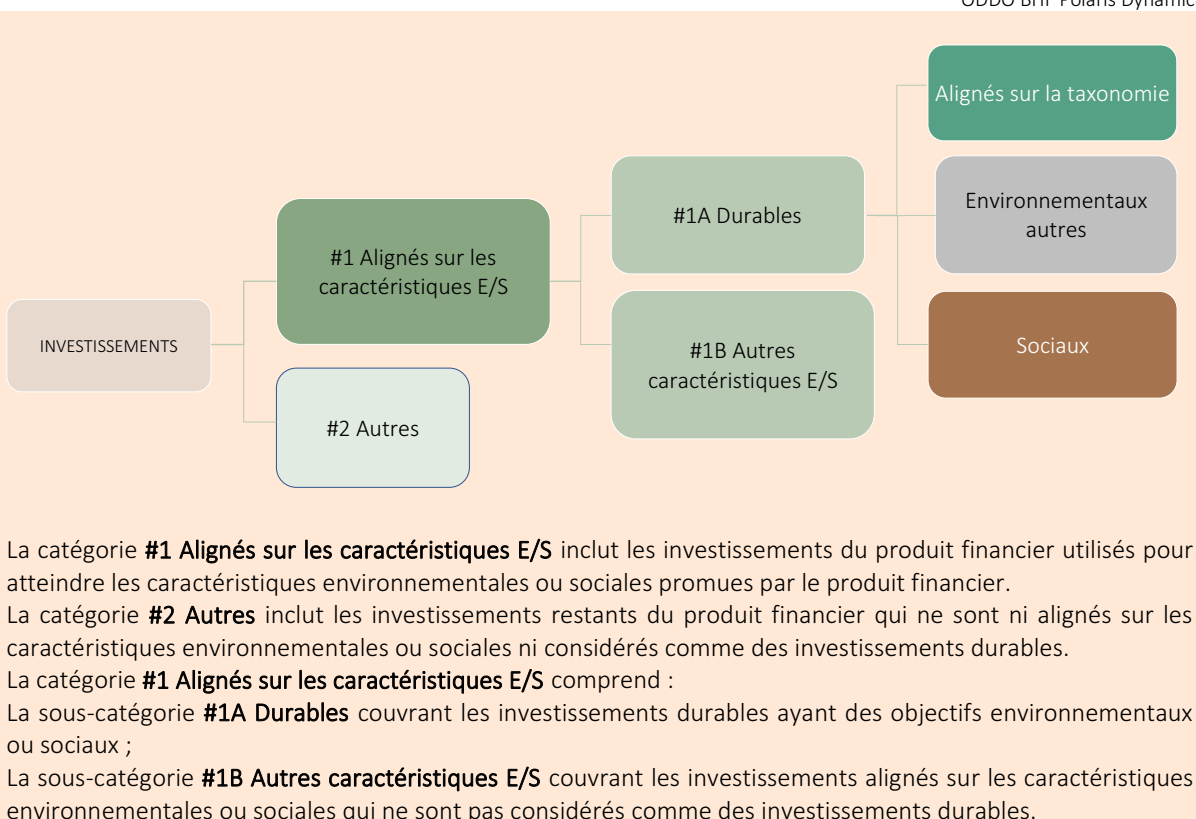 ODDO BHF Polaris Dynamic
Alignés sur la taxonomie
#1A Durables
Environnementaux
autres
#1 Alignés sur les
caractéristiques E/S
INVESTISSEMENTS
#1B Autres
caractéristiques E/S
Sociaux
#2 Autres
La catégorie #1 Alignés sur les caractéristiques E/S inclut les investissements du produit financier utilisés pour
atteindre les caractéristiques environnementales ou sociales promues par le produit financier.
La catégorie #2 Autres inclut les investissements restants du produit financier qui ne sont ni alignés sur les
caractéristiques environnementales ou sociales ni considérés comme des investissements durables.
La catégorie #1 Alignés sur les caractéristiques E/S comprend :
La sous-catégorie #1A Durables couvrant les investissements durables ayant des objectifs environnementaux
ou sociaux ;
La sous-catégorie #1B Autres caractéristiques E/S couvrant les investissements alignés sur les caractéristiques
environnementales ou sociales qui ne sont pas considérés comme des investissements durables.